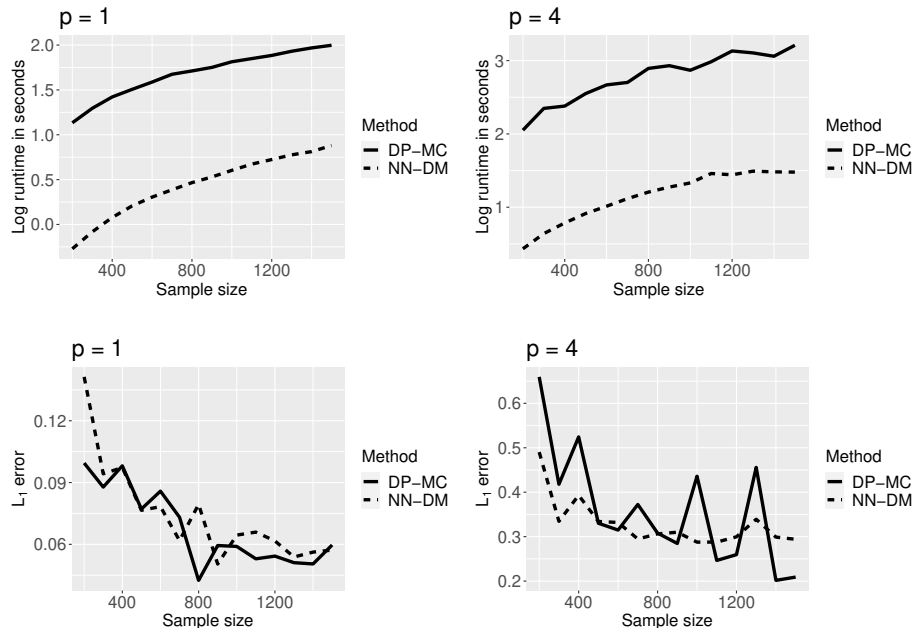 p = 1
Log runtime in seconds
2.0
1.5
1.0
0.5
0.0
400
800
1200
Sample size
Method
DP−MC
NN−DM
p = 4
Log runtime in seconds
3
2
1
400
800
1200
Sample size
Method
DP−MC
NN−DM
p = 1
L₁ error
0.12
0.09
0.06
400
800
1200
Sample size
Method
DP−MC
NN−DM
p = 4
L₁ error
0.6
0.5
0.4
0.3
0.2
400
800
1200
Sample size
Method
DP−MC
NN−DM